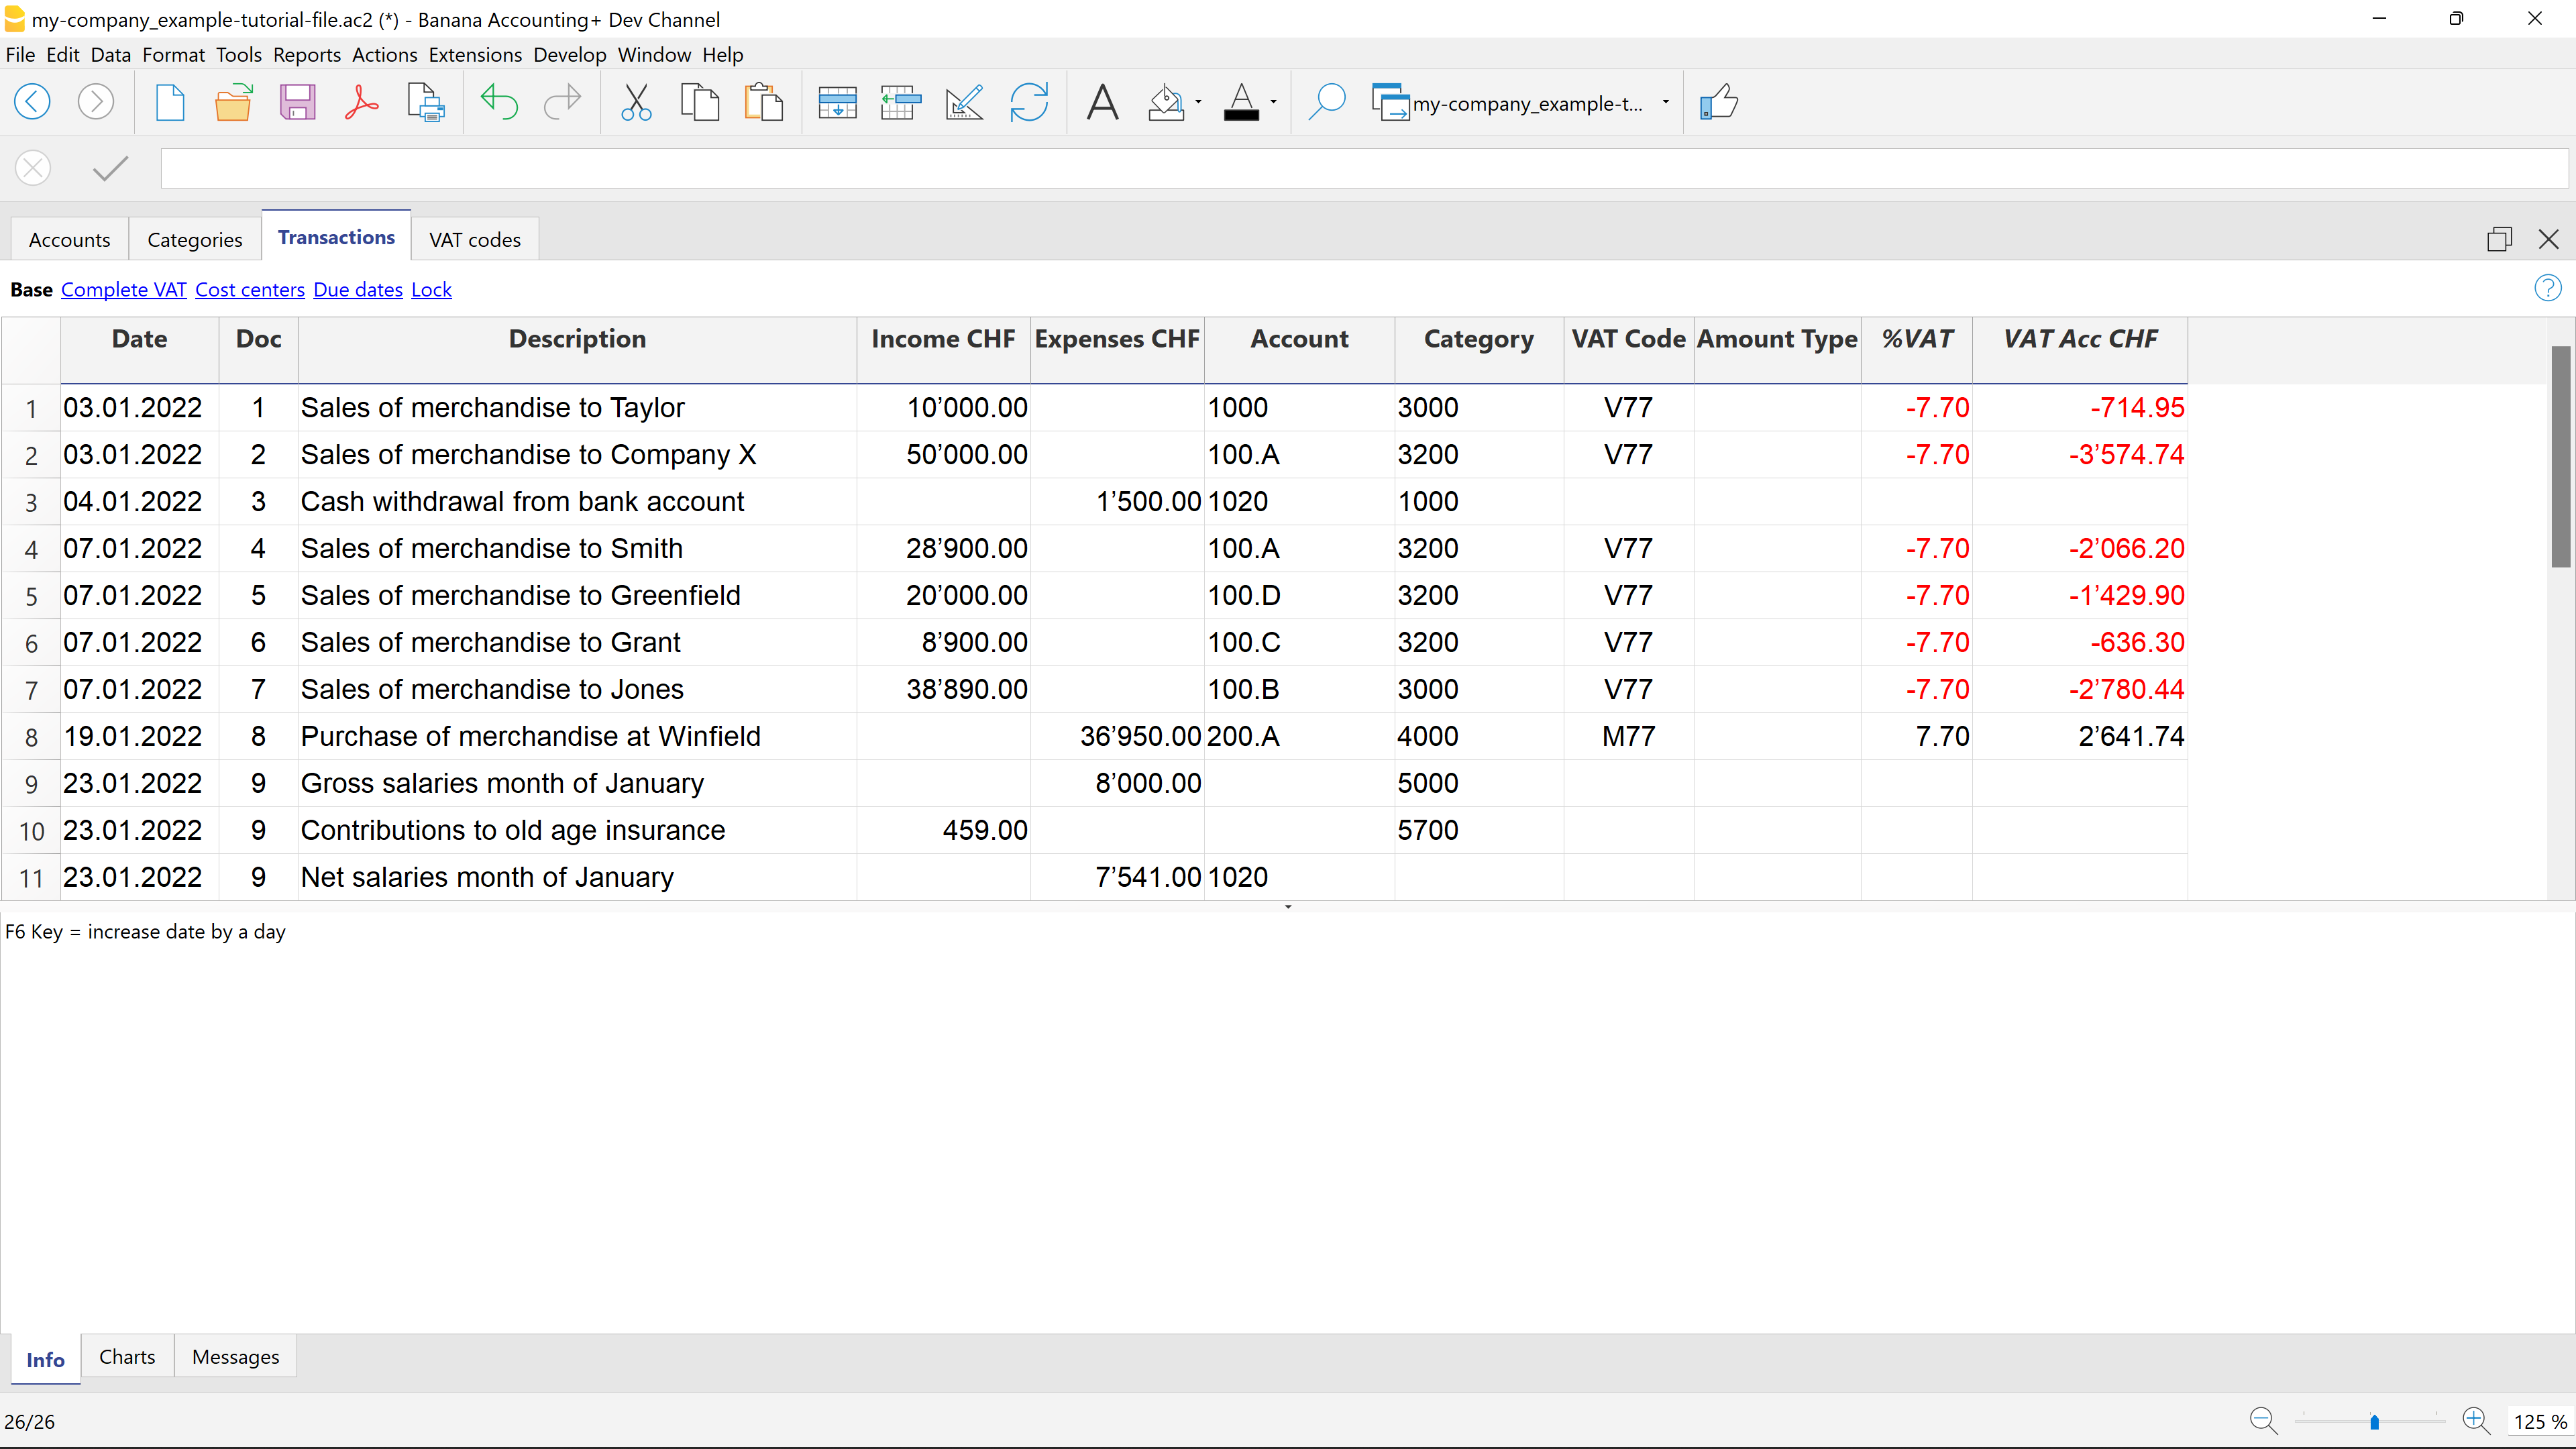 my-company_example-tutorial-file.ac2 (*) - Banana Accounting+ Dev Channel
File Edit Data Format Tools Reports Actions Extensions Develop Window Help
my-company_example-t...
Accounts Categories Transactions VAT codes
Base Complete VAT Cost centers Due dates Lock
Date Doc Description Income CHF Expenses CHF Account Category VAT Code Amount Type %VAT VAT Acc CHF
1 03.01.2022 1 Sales of merchandise to Taylor 10’000.00 1000 3000 V77 -7.70 -714.95
2 03.01.2022 2 Sales of merchandise to Company X 50’000.00 100.A 3200 V77 -7.70 -3’574.74
3 04.01.2022 3 Cash withdrawal from bank account 1’500.00 1020 1000
4 07.01.2022 4 Sales of merchandise to Smith 28’900.00 100.A 3200 V77 -7.70 -2’066.20
5 07.01.2022 5 Sales of merchandise to Greenfield 20’000.00 100.D 3200 V77 -7.70 -1’429.90
6 07.01.2022 6 Sales of merchandise to Grant 8’900.00 100.C 3200 V77 -7.70 -636.30
7 07.01.2022 7 Sales of merchandise to Jones 38’890.00 100.B 3000 V77 -7.70 -2’780.44
8 19.01.2022 8 Purchase of merchandise at Winfield 36’950.00 200.A 4000 M77 7.70 2’641.74
9 23.01.2022 9 Gross salaries month of January 8’000.00 5000
10 23.01.2022 9 Contributions to old age insurance 459.00 5700
11 23.01.2022 9 Net salaries month of January 7’541.00 1020
F6 Key = increase date by a day
Info Charts Messages
26/26 125 %